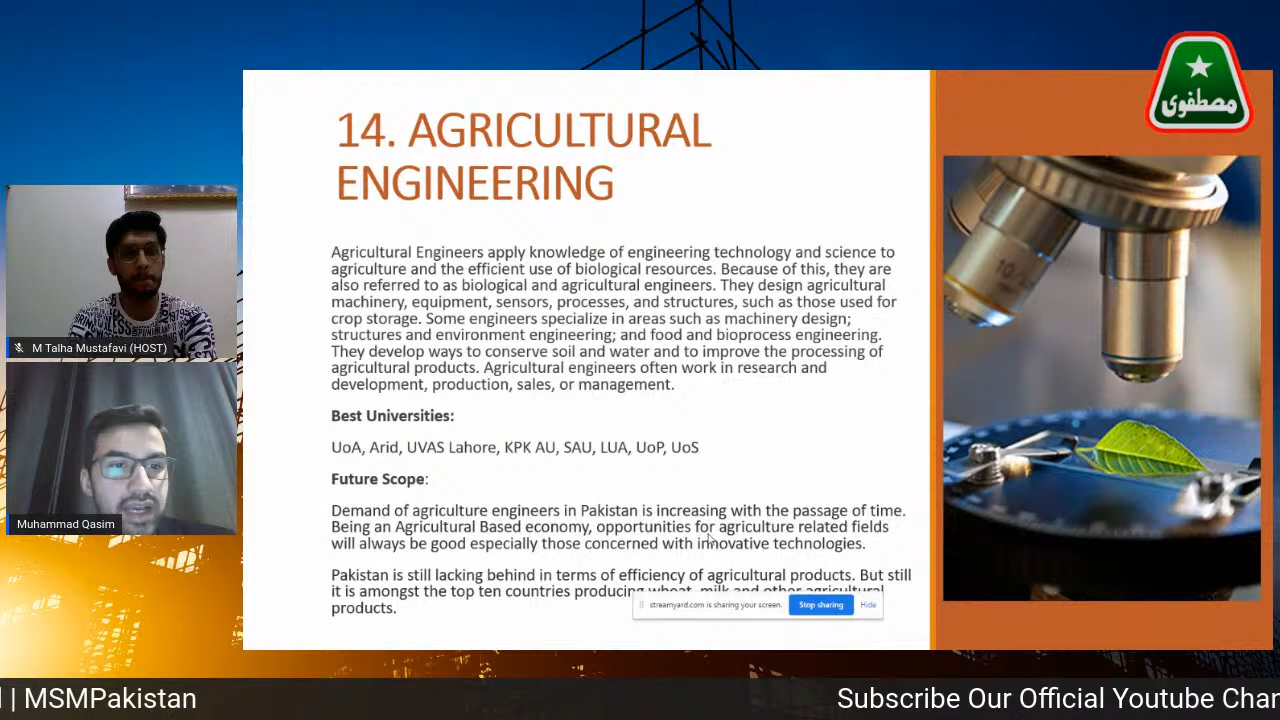 14. AGRICULTURAL
ENGINEERING
مصطفوی
Agricultural Engineers apply knowledge of engineering technology and science to
agriculture and the efficient use of biological resources. Because of this, they are
also referred to as biological and agricultural engineers. They design agricultural
machinery, equipment, sensors, processes, and structures, such as those used for
crop storage. Some engineers specialize in areas such as machinery design;
structures and environment engineering; and food and bioprocess engineering.
They develop ways to conserve soil and water and to improve the processing of
agricultural products. Agricultural engineers often work in research and
development, production, sales, or management.
Best Universities:
UoA, Arid, UVAS Lahore, KPK AU, SAU, LUA, UoP, UoS
Future Scope:
Demand of agriculture engineers in Pakistan is increasing with the passage of time.
Being an Agricultural Based economy, opportunities for agriculture related fields
will always be good especially those concerned with innovative technologies.
Pakistan is still lacking behind in terms of efficiency of agricultural products. But still
it is amongst the top ten countries producing wheat, milk and other agricultural
products.
streamyard.com is sharing your screen. Stop sharing Hide
M Talha Mustafavi (HOST)
Muhammad Qasim
| MSMPakistan
Subscribe Our Official Youtube Chan